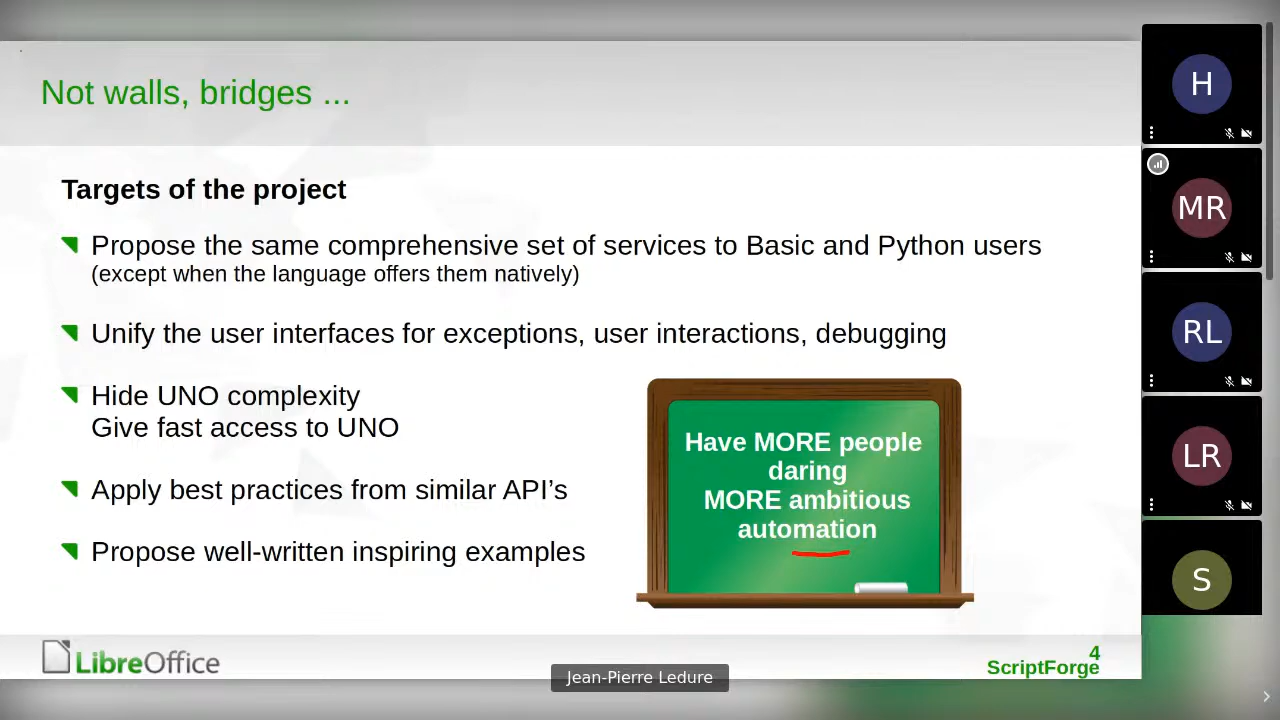 Not walls, bridges ...
Targets of the project
Propose the same comprehensive set of services to Basic and Python users
(except when the language offers them natively)
Unify the user interfaces for exceptions, user interactions, debugging
Hide UNO complexity
Give fast access to UNO
Apply best practices from similar API’s
Propose well-written inspiring examples
Have MORE people
daring
MORE ambitious
automation
LibreOffice
4
ScriptForge
Jean-Pierre Ledure
H
MR
RL
LR
S